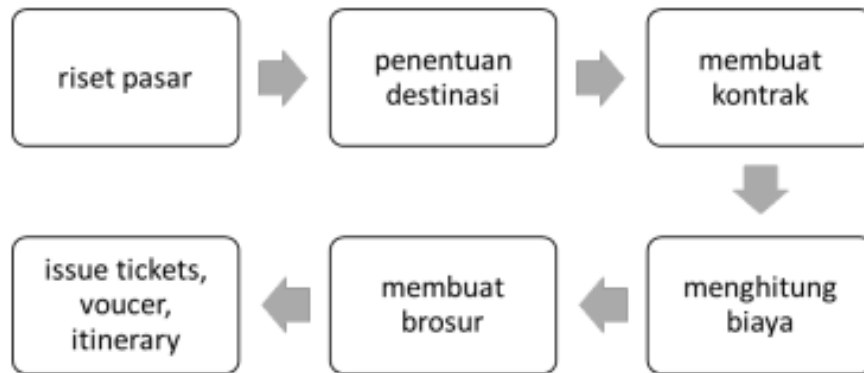 riset pasar
penentuan
destinasi
membuat
kontrak
menghitung
biaya
membuat
brosur
issue tickets,
voucer,
itinerary